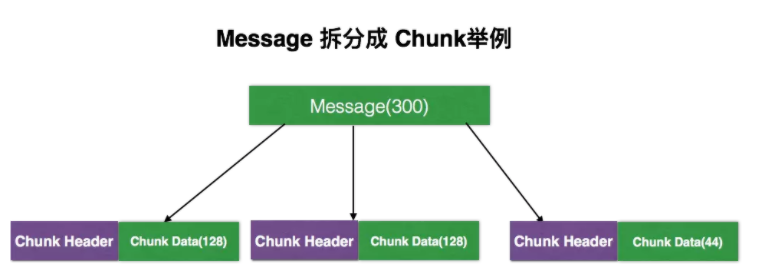 Message 拆分成 Chunk举例
Message(300)
Chunk Header Chunk Data(128) Chunk Header Chunk Data(128) Chunk Header Chunk Data(44)